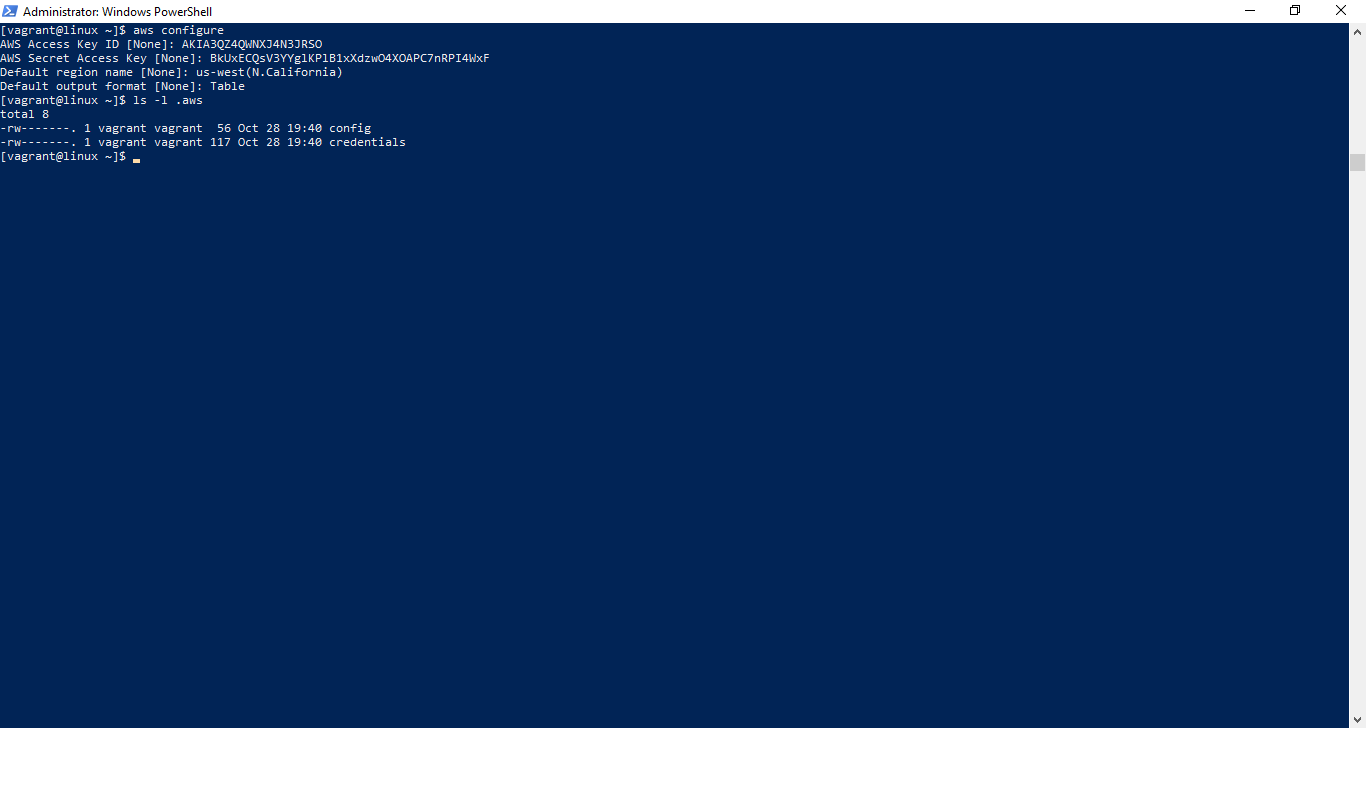 Administrator: Windows PowerShell
[vagrant@linux ~]$ aws configure
AWS Access Key ID [None]: AKIA3QZ4QWNXJ4N3JRSO
AWS Secret Access Key [None]: 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
Default region name [None]: us-west(N.California)
Default output format [None]: Table
[vagrant@linux ~]$ ls -l .aws
total 8
-rw-------. 1 vagrant vagrant  56 Oct 28 19:40 config
-rw-------. 1 vagrant vagrant 117 Oct 28 19:40 credentials
[vagrant@linux ~]$